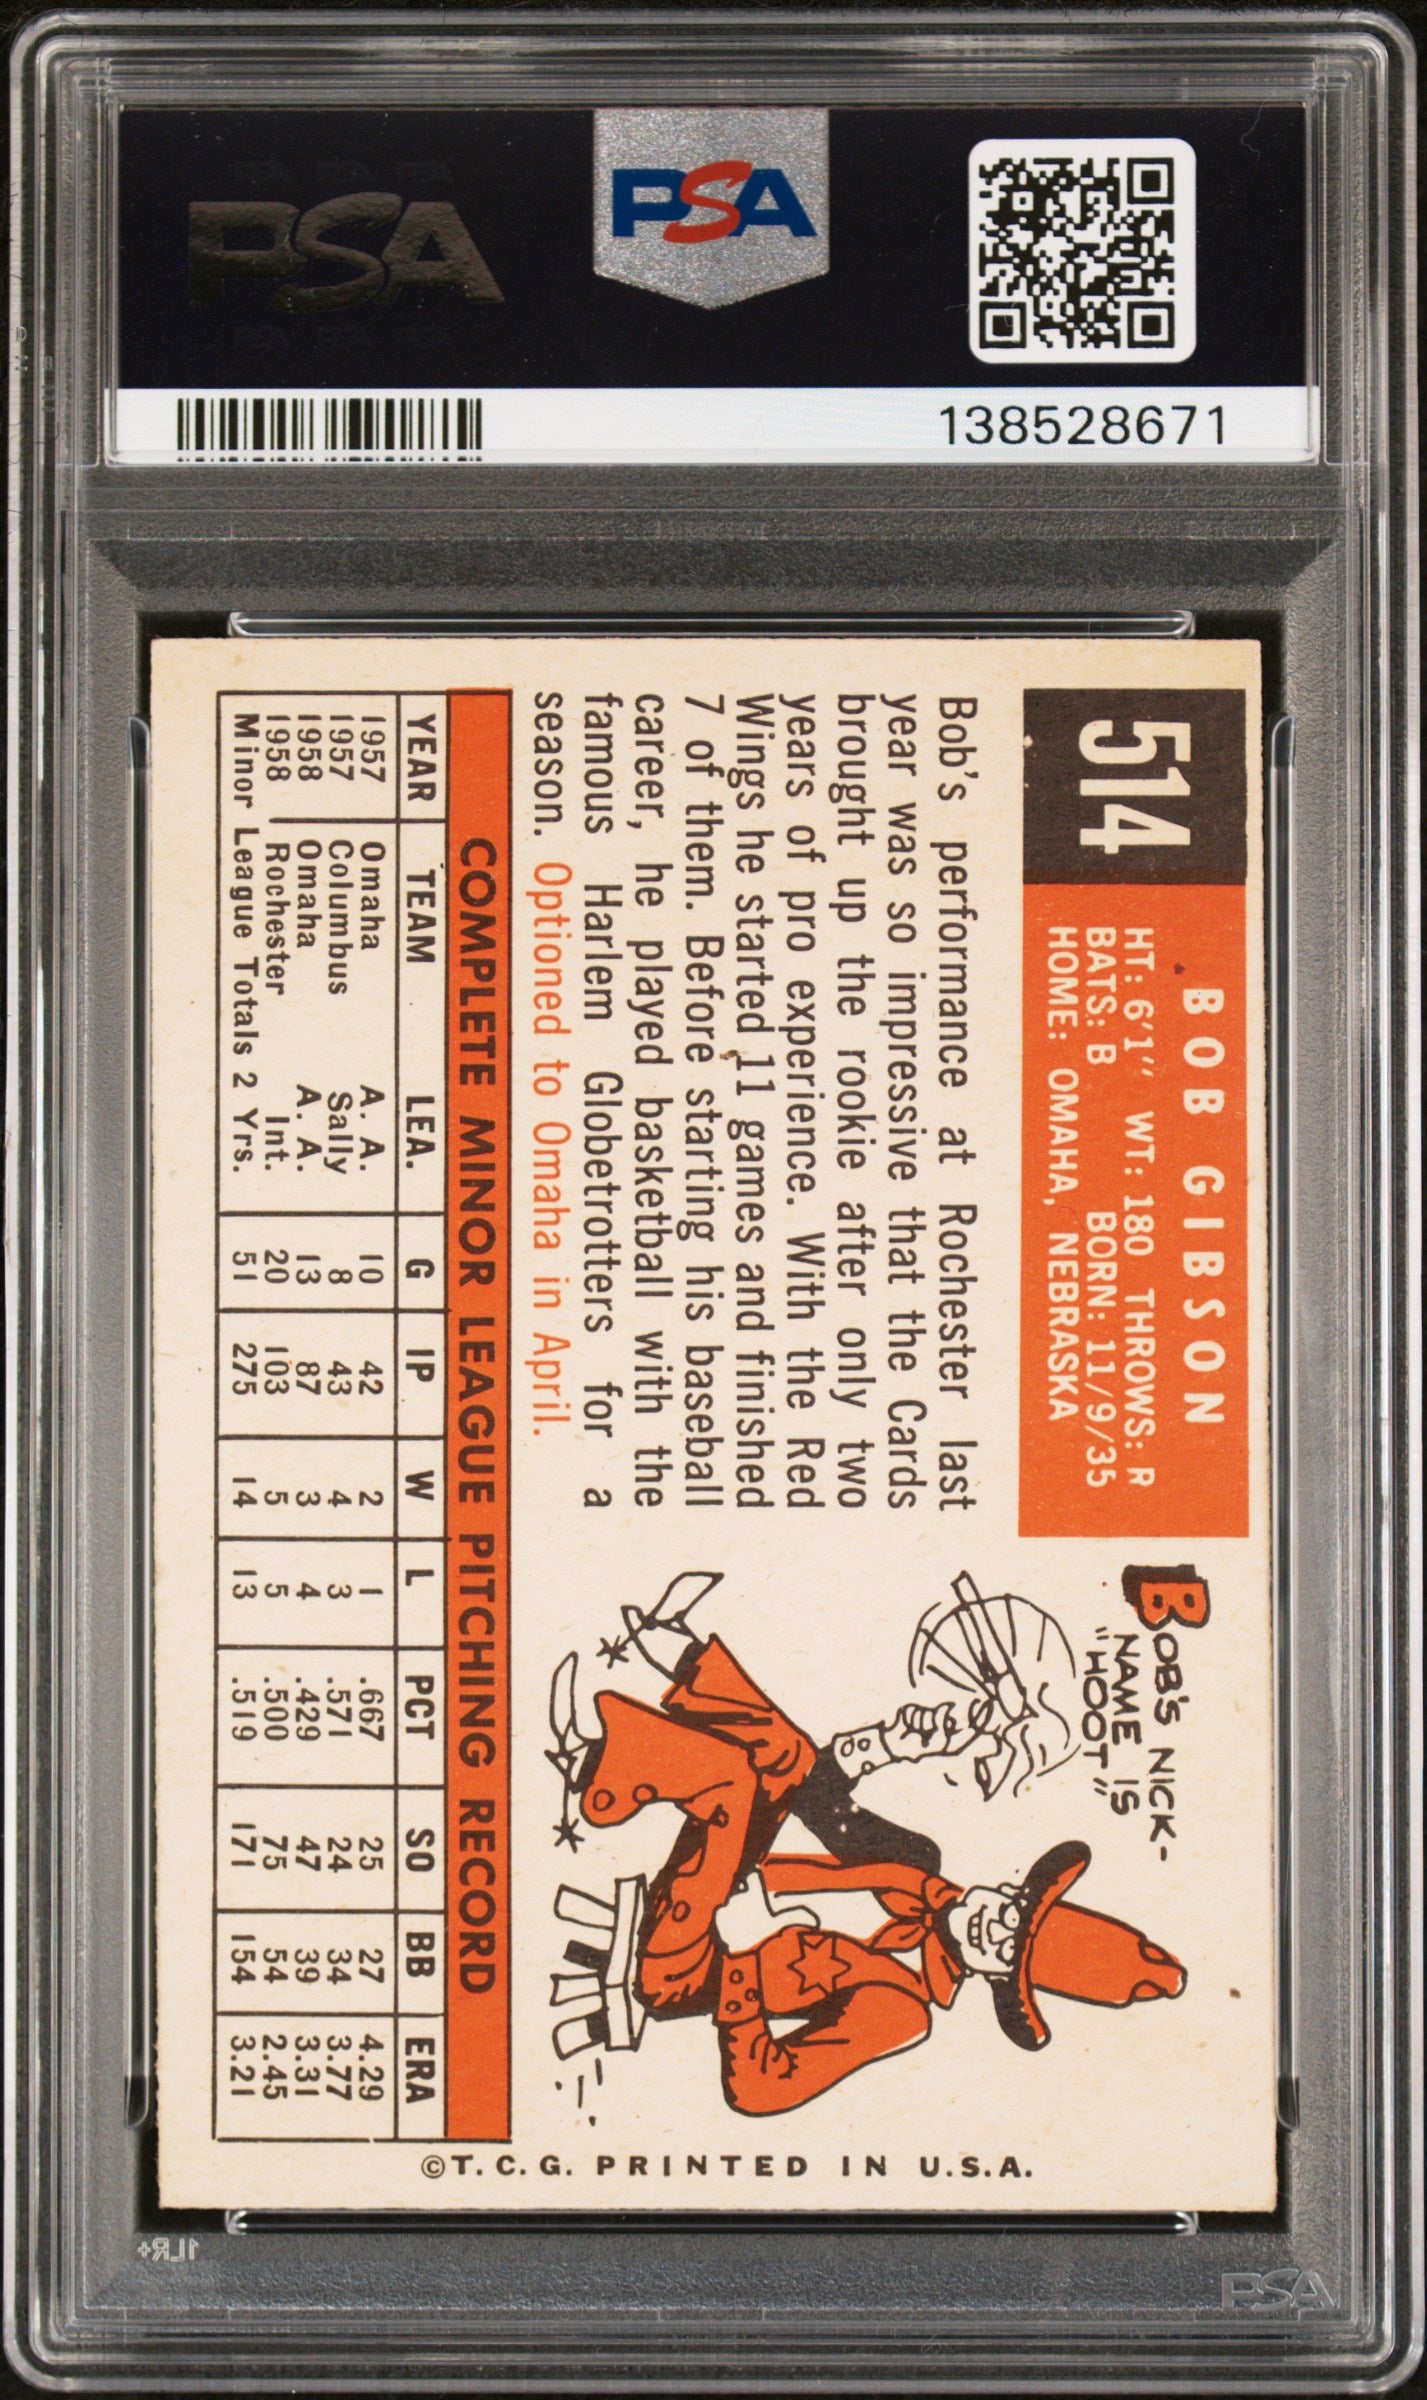 PSA
PSA
138528671
514
BOB GIBSON
HT: 6'1" WT: 180 THROWS: R
BATS: B BORN: 11/9/35
HOME: OMAHA, NEBRASKA
Bob's performance at Rochester last
year was so impressive that the Cards
brought up the rookie after only two
years of pro experience. With the Red
Wings he started 11 games and finished
7 of them. Before starting his baseball
career, he played basketball with the
famous Harlem Globetrotters for a
season. Optioned to Omaha in April.
BOB'S NICK-
NAME IS
"HOOT"
COMPLETE MINOR LEAGUE PITCHING RECORD
YEAR TEAM LEA. G IP W L PCT SO BB ERA
1957 Omaha A. A. 10 42 2 1 .667 25 27 4.29
1957 Columbus Sally 8 43 4 3 .571 24 34 3.77
1958 Omaha A. A. 13 87 3 4 .429 47 39 3.31
1958 Rochester Int. 20 103 5 5 .500 75 54 2.45
Minor League Totals 2 Yrs. 51 275 14 13 .519 171 154 3.21
©T. C. G. PRINTED IN U.S.A.
1LR+
PSA